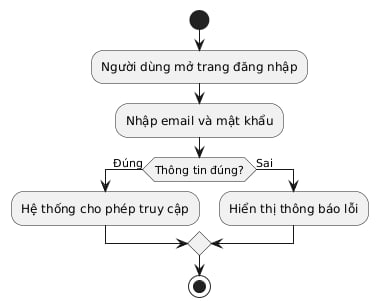 Người dùng mở trang đăng nhập
Nhập email và mật khẩu
Thông tin đúng?
Đúng
Sai
Hệ thống cho phép truy cập
Hiển thị thông báo lỗi